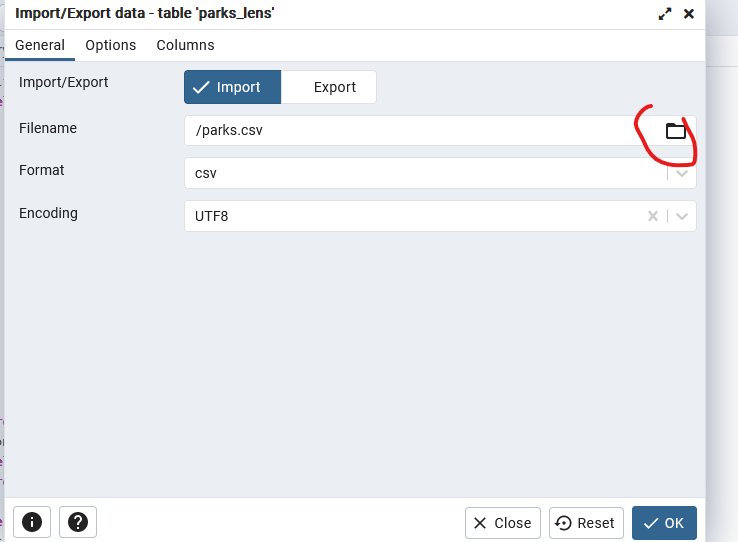 Import/Export data - table 'parks_lens'
General Options Columns
Import/Export Import Export
Filename /parks.csv
Format csv
Encoding UTF8
Close Reset OK